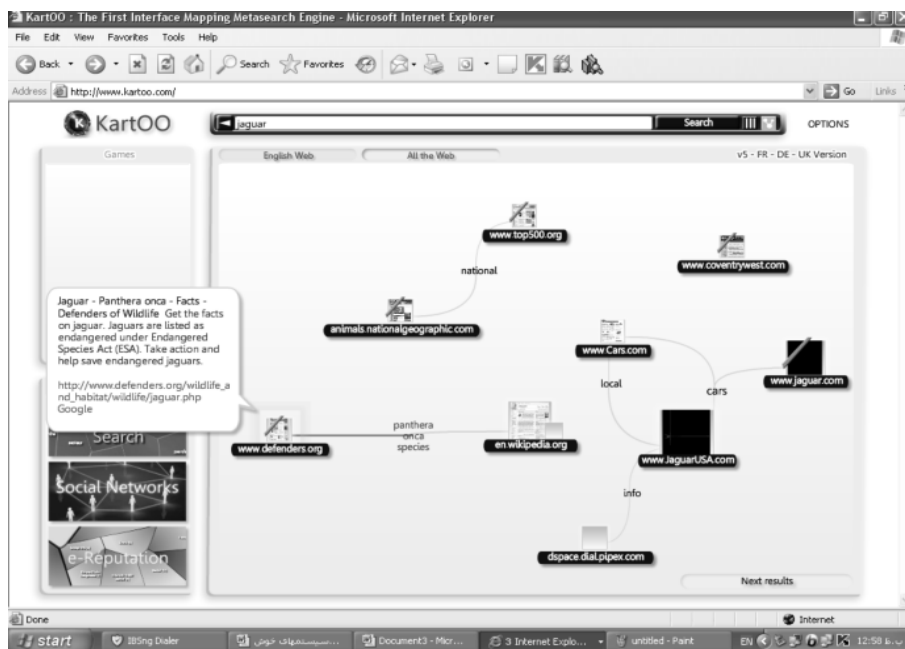 KartOO : The First Interface Mapping Metasearch Engine - Microsoft Internet Explorer
File Edit View Favorites Tools Help
Back Search Favorites
Address http://www.kartoo.com/ Go Links
KartOO jaguar Search OPTIONS
Games English Web All the Web v5 - FR - DE - UK Version
www.top500.org
www.coventrywest.com
national
Jaguar - Panthera onca - Facts -
Defenders of Wildlife Get the facts
on jaguar. Jaguars are listed as
endangered under Endangered
Species Act (ESA). Take action and
help save endangered jaguars.
http://www.defenders.org/wildlife_a
nd_habitat/wildlife/jaguar.php
Google
animals.nationalgeographic.com
www.Cars.com
local
cars
www.jaguar.com
panthera
onca
species
www.defenders.org
en.wikipedia.org
www.JaguarUSA.com
info
dspace.dial.pipex.com
Search
Social Networks
e-Reputation
Next results
Done Internet
start IBSng Dialer سیستمهای خوش... Document3 - Micr... 3 Internet Explo... untitled - Paint EN 12:58 ب.ظ